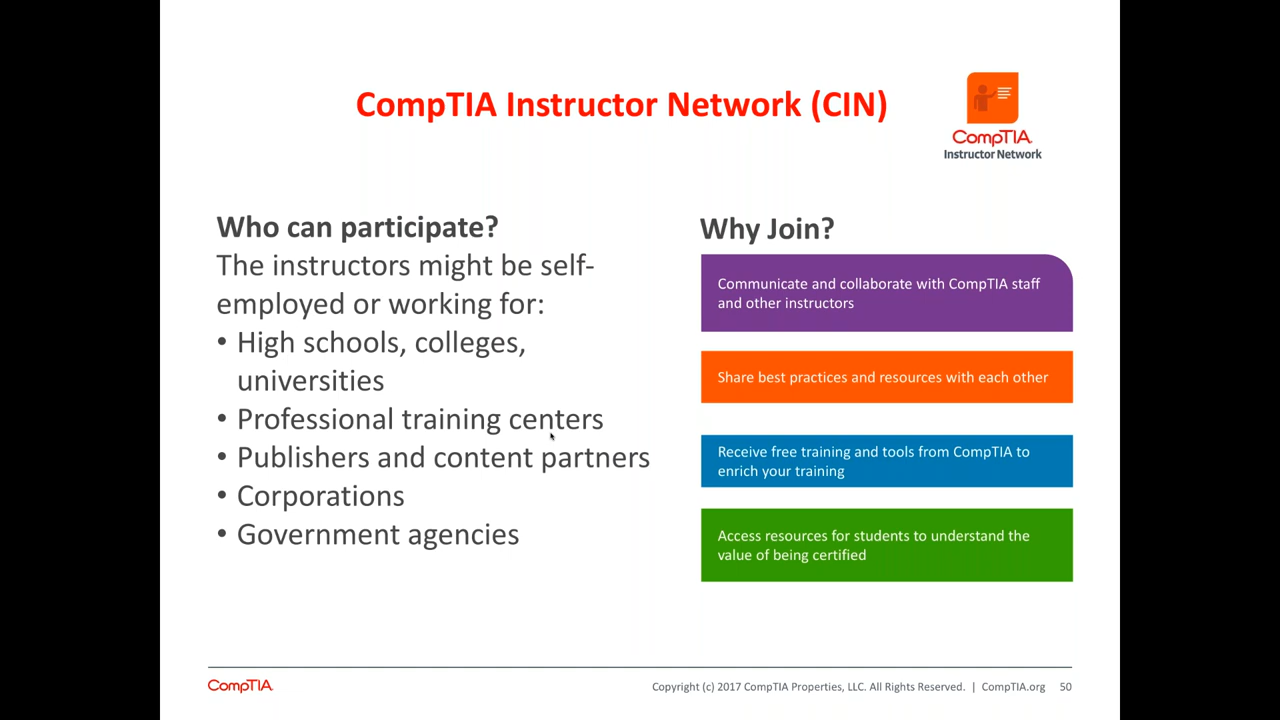 CompTIA Instructor Network (CIN)
CompTIA
Instructor Network
Who can participate?
The instructors might be self-
employed or working for:
• High schools, colleges,
universities
• Professional training centers
• Publishers and content partners
• Corporations
• Government agencies
Why Join?
Communicate and collaborate with CompTIA staff
and other instructors
Share best practices and resources with each other
Receive free training and tools from CompTIA to
enrich your training
Access resources for students to understand the
value of being certified
CompTIA
Copyright (c) 2017 CompTIA Properties, LLC. All Rights Reserved. | CompTIA.org 50